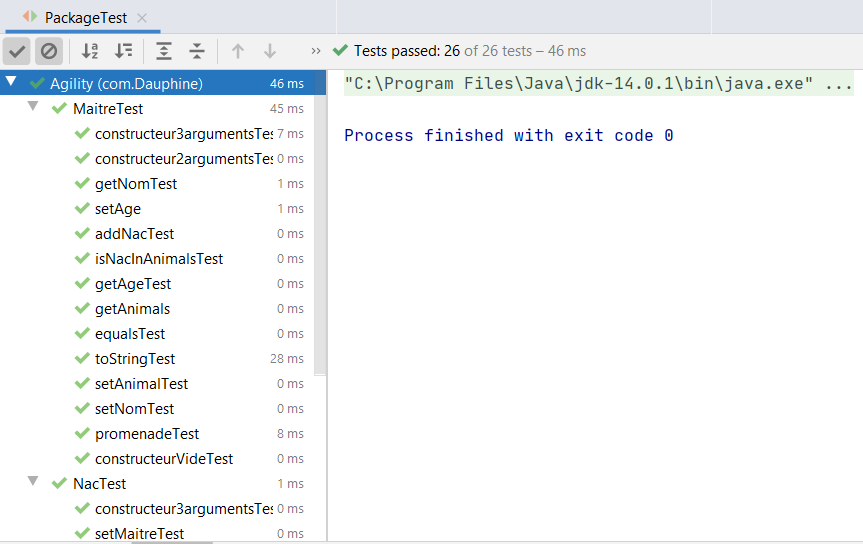 PackageTest
Tests passed: 26 of 26 tests – 46 ms
Agility (com.Dauphine) 46 ms
MaitreTest 45 ms
constructeur3argumentsTes 7 ms
constructeur2argumentsTes 0 ms
getNomTest 1 ms
setAge 1 ms
addNacTest 0 ms
isNacInAnimalsTest 0 ms
getAgeTest 0 ms
getAnimals 0 ms
equalsTest 0 ms
toStringTest 28 ms
setAnimalTest 0 ms
setNomTest 0 ms
promenadeTest 8 ms
constructeurVideTest 0 ms
NacTest 1 ms
constructeur3argumentsTes 0 ms
setMaitreTest 0 ms
"C:\Program Files\Java\jdk-14.0.1\bin\java.exe" ...
Process finished with exit code 0